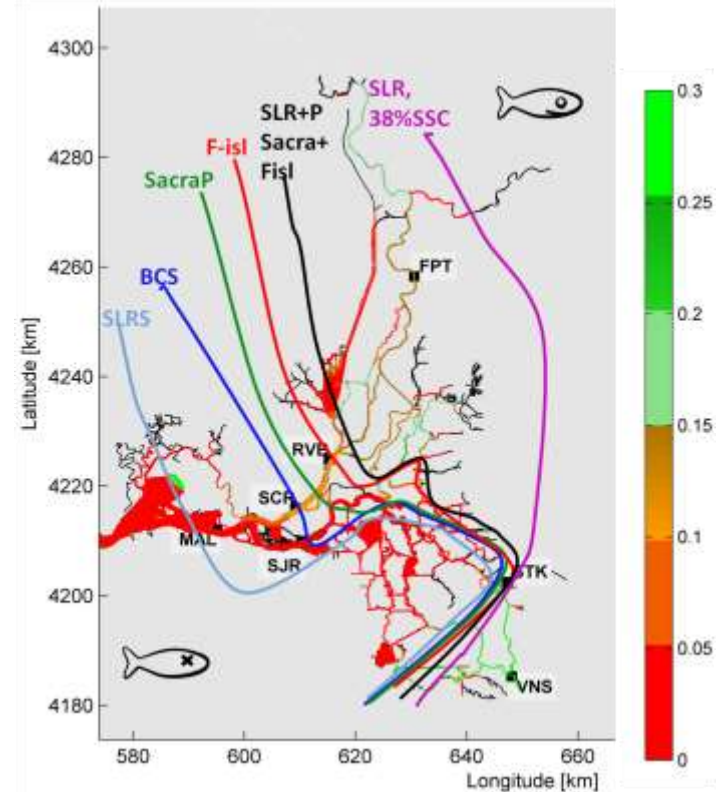 4300
4280
4260
4240
4220
4200
4180
Latitude [km]
580
600
620
640
660
Longitude [km]
SLR,
38%SSC
SLR+P
Sacra+
Fisl
F-isl
SacraP
BCS
SLRS
FPT
RVB
SCR
MAL
SJR
STK
VNS
0.3
0.25
0.2
0.15
0.1
0.05
0